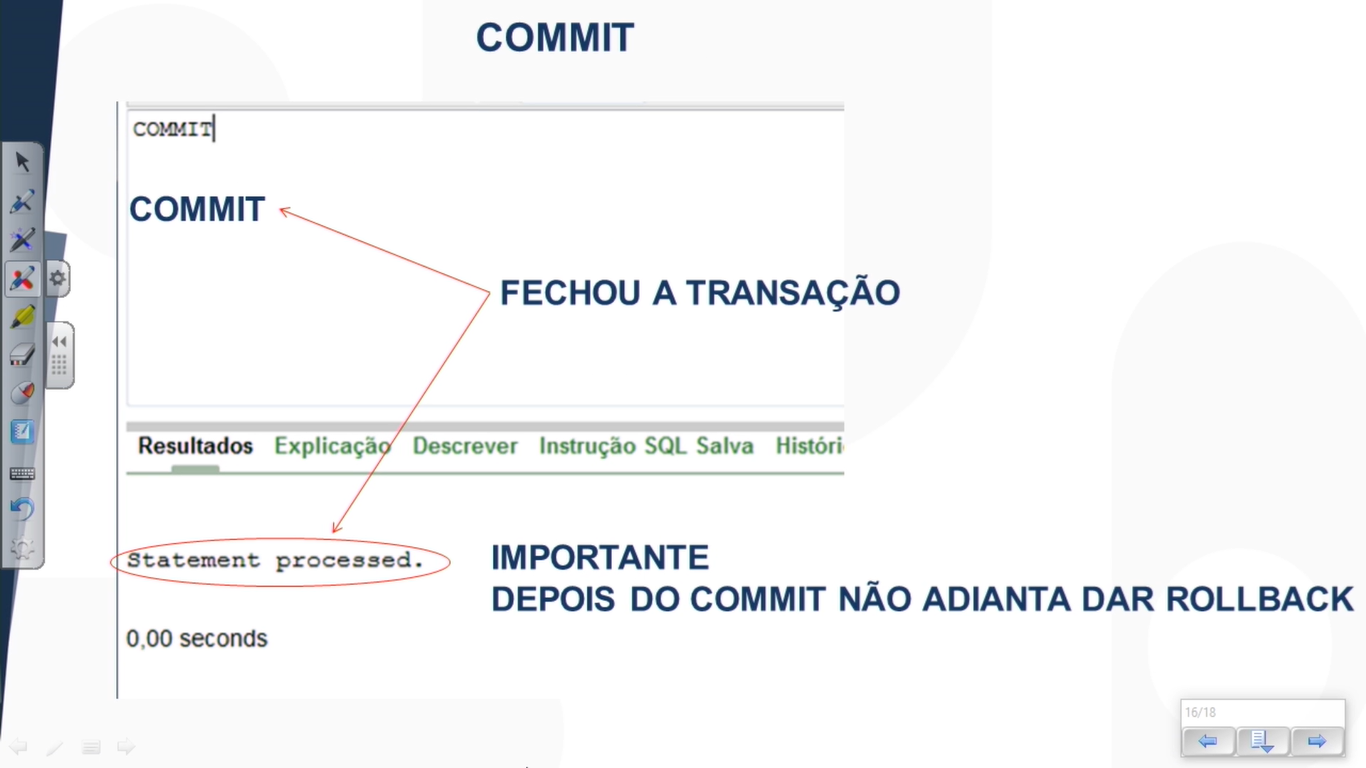 COMMIT
COMMIT
COMMIT
FECHOU A TRANSAÇÃO
Resultados Explicação Descrever Instrução SQL Salva Históri
Statement processed.
IMPORTANTE
DEPOIS DO COMMIT NÃO ADIANTA DAR ROLLBACK
0,00 seconds
16/18